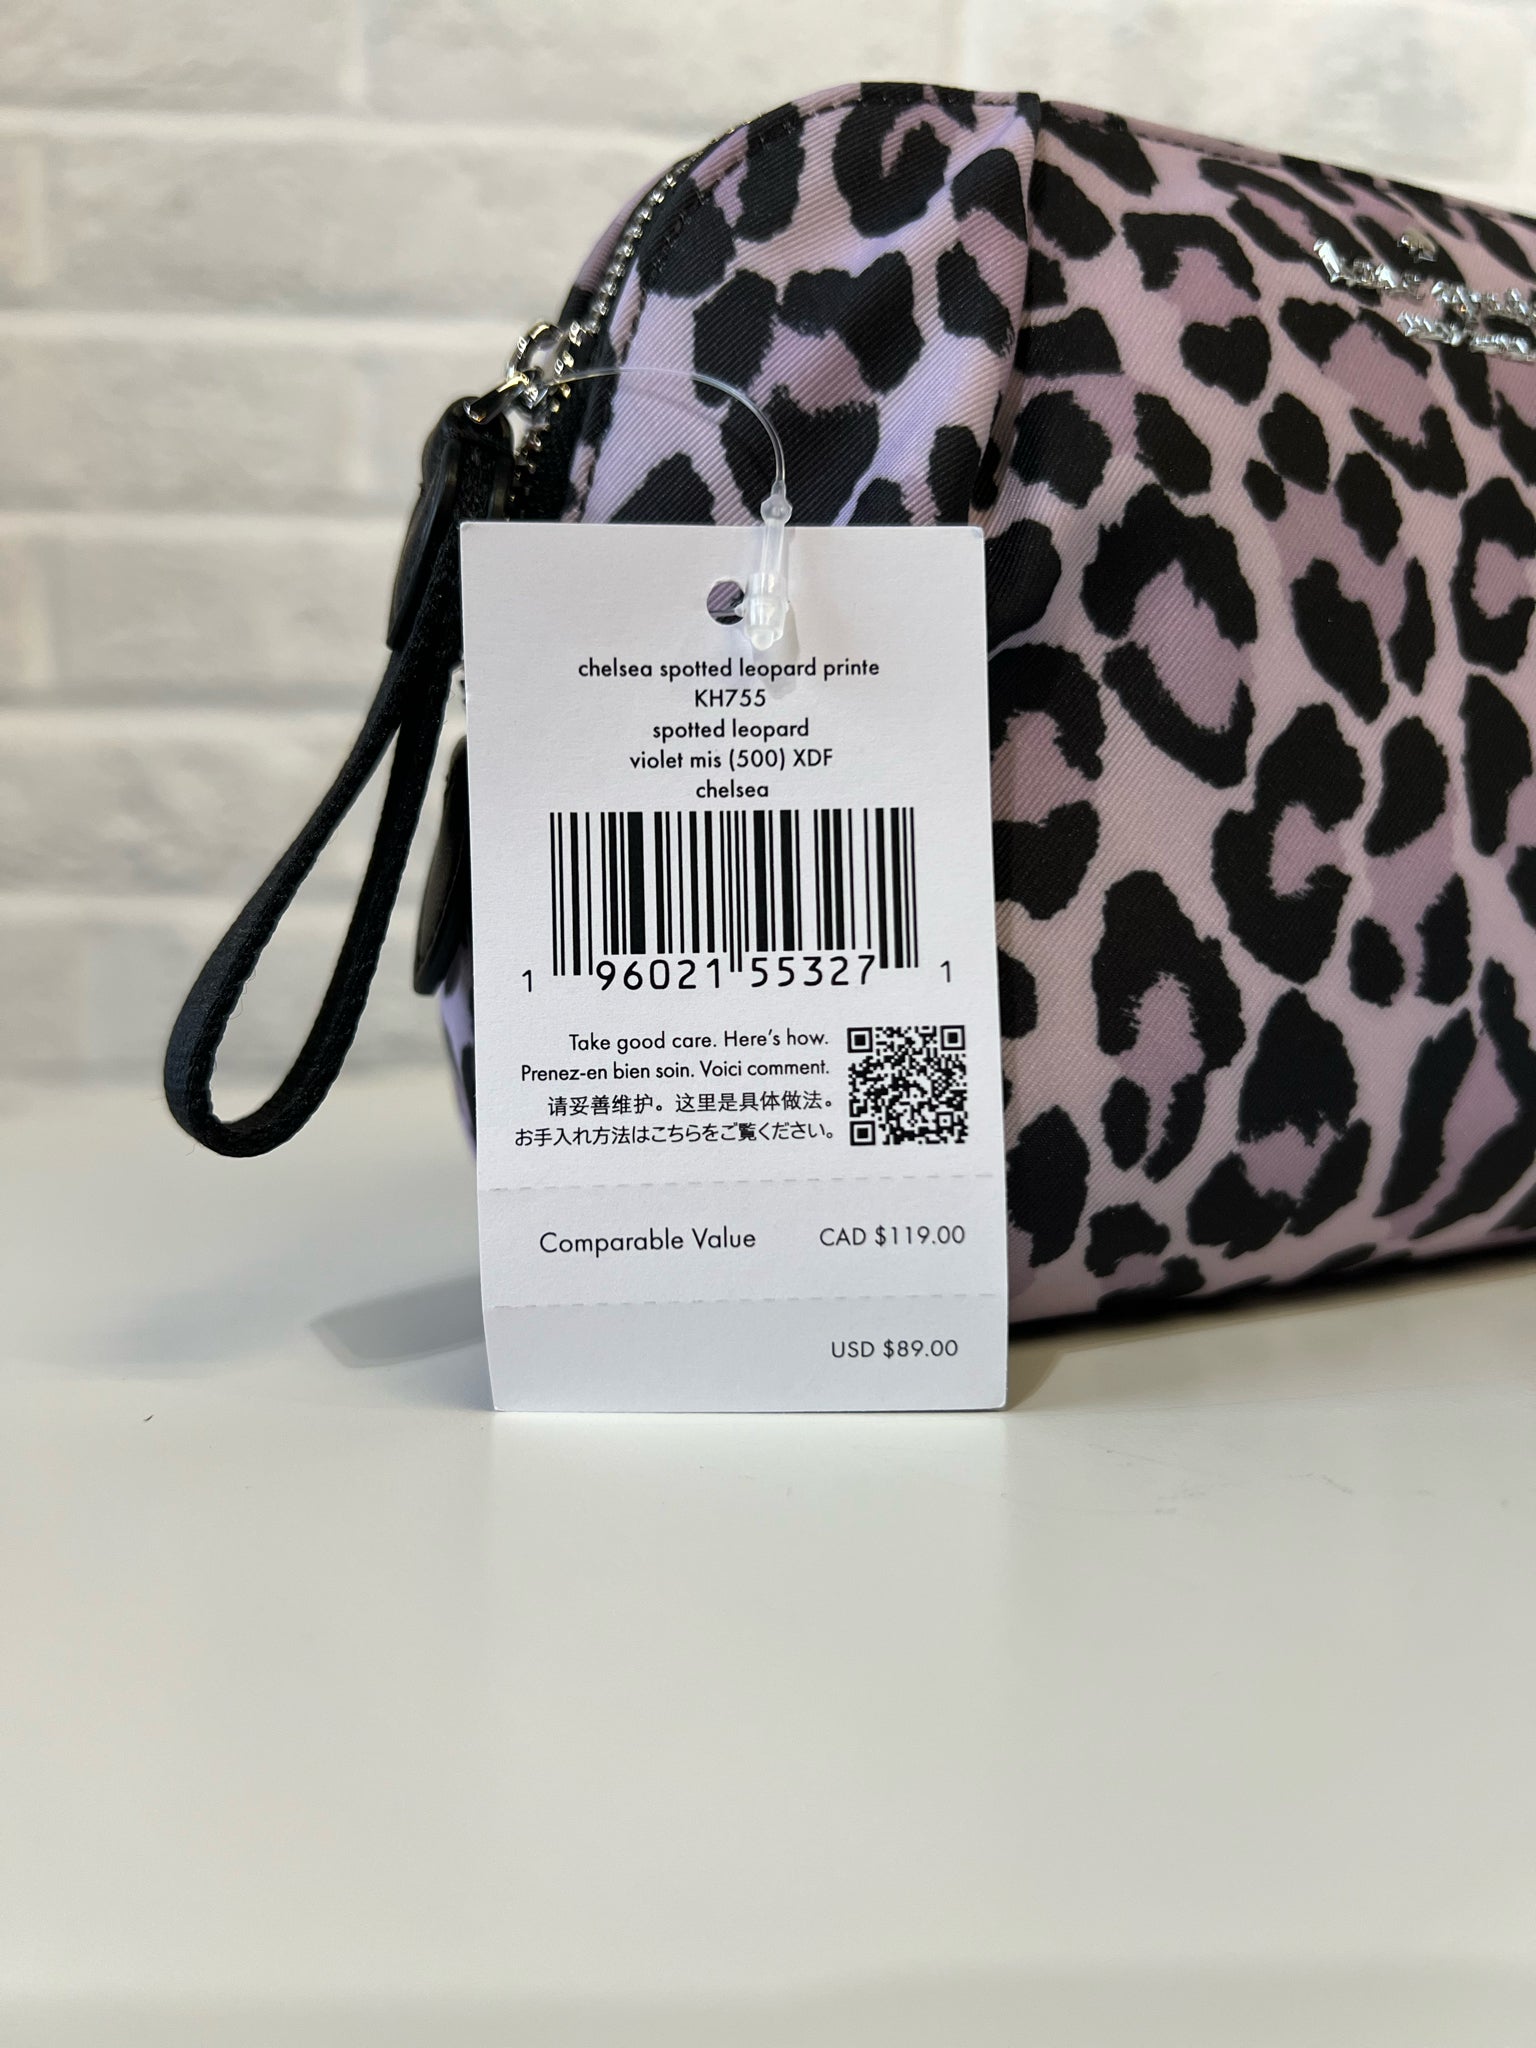 chelsea spotted leopard printe
KH755
spotted leopard
violet mis (500) XDF
chelsea
1 96021 55327 1
Take good care. Here's how.
Prenez-en bien soin. Voici comment.
请妥善维护。这里是具体做法。
お手入れ方法はこちらをご覧ください。
Comparable Value CAD $119.00
USD $89.00